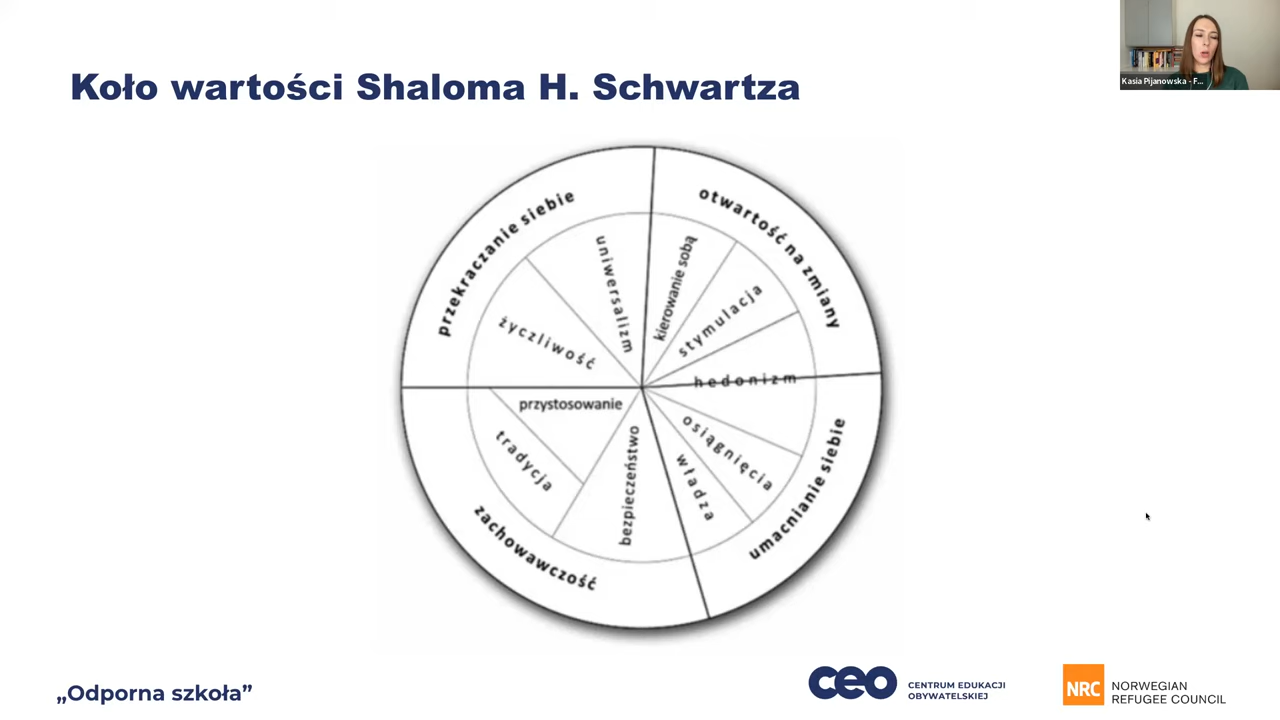 Koło wartości Shaloma H. Schwartza
Kasia Pijanowska - F...
przekraczanie siebie
otwartość na zmiany
uniwersalizm
kierowanie sobą
stymulacja
życzliwość
hedonizm
przystosowanie
osiągnięcia
tradycja
bezpieczeństwo
władza
umacnianie siebie
zachowawczość
„Odporna szkoła”
ceo
CENTRUM EDUKACJI
OBYWATELSKIEJ
NRC
NORWEGIAN
REFUGEE COUNCIL